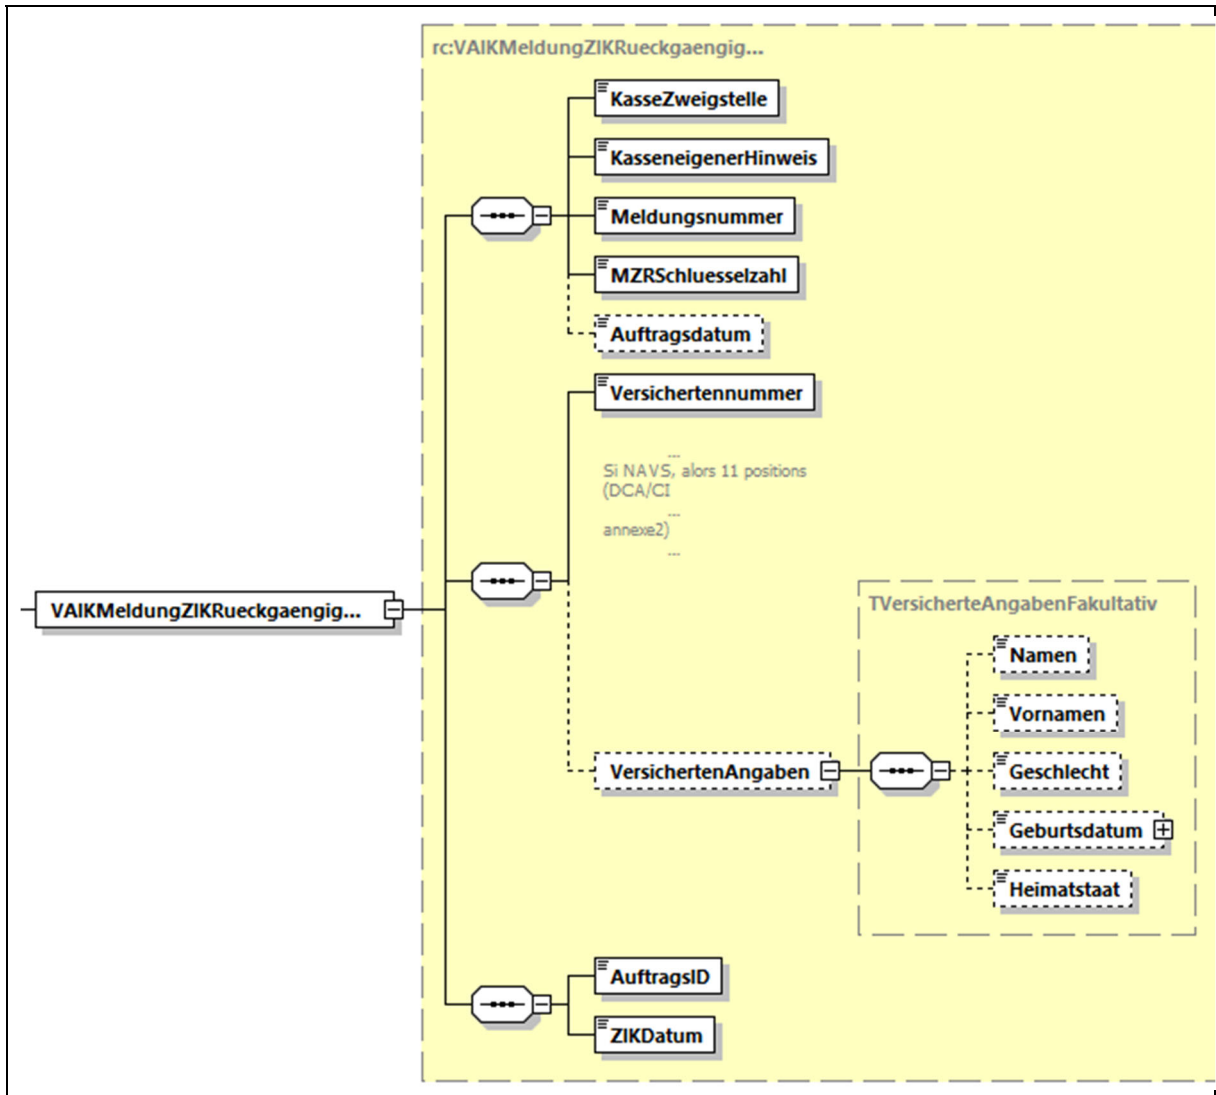 rc:VAIKMeldungZIKRueckgaengig...
KasseZweigstelle
KasseneigenerHinweis
Meldungsnummer
MZRSchluesselzahl
Auftragsdatum
Versichertennummer
...
Si NAVS, alors 11 positions
(DCA/CI
...
annexe2)
...
VAIKMeldungZIKRueckgaengig...
TVersicherteAngabenFakultativ
Namen
Vornamen
VersichertenAngaben
Geschlecht
Geburtsdatum
Heimatstaat
AuftragsID
ZIKDatum